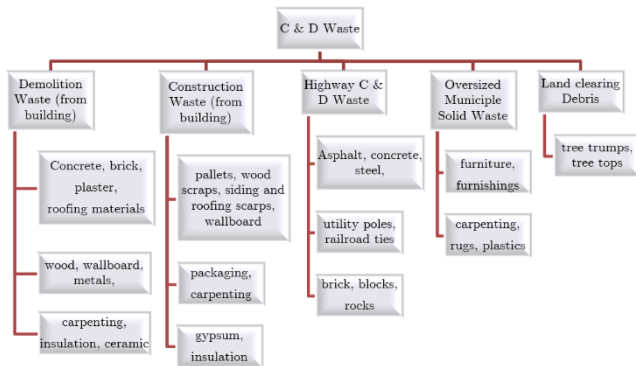 C & D Waste
Demolition
Waste (from
building)
Construction
Waste (from
building)
Highway C &
D Waste
Oversized
Municiple
Solid Waste
Land clearing
Debris
Concrete, brick,
plaster,
roofing materials
wood, wallboard,
metals,
carpenting,
insulation, ceramic
pallets, wood
scraps, siding and
roofing scarps,
wallboard
packaging,
carpenting
gypsum,
insulation
Asphalt, concrete,
steel,
utility poles,
railroad ties
brick, blocks,
rocks
furniture,
furnishings
carpenting,
rugs, plastics
tree trumps,
tree tops